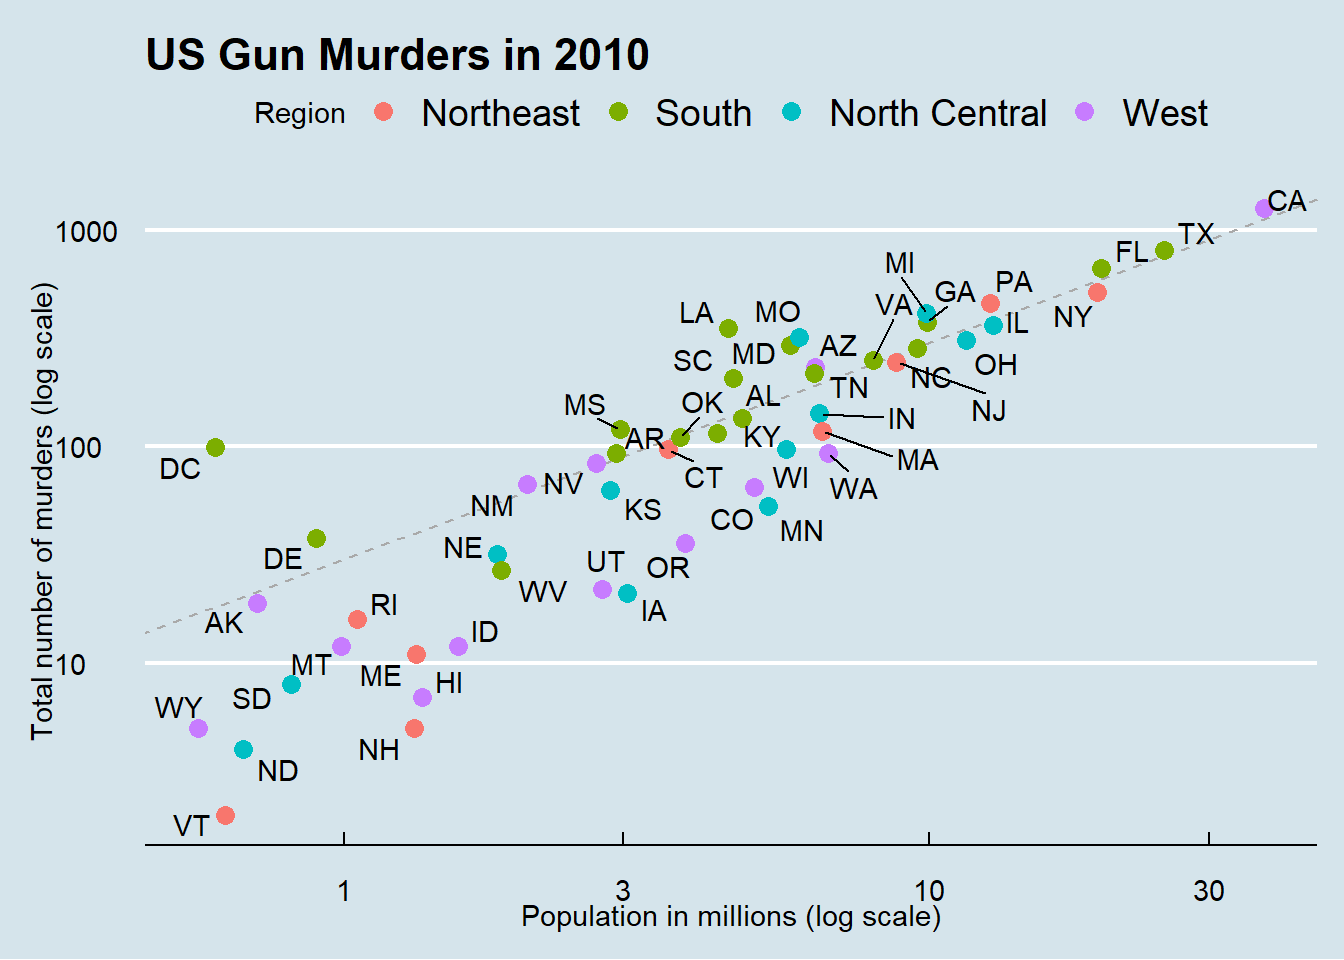 US Gun Murders in 2010
Region Northeast South North Central West
Total number of murders (log scale)
1000
100
10
CA
TX
FL
MI
PA
GA
VA
NY
IL
LA
MO
AZ
MD
SC
OH
NC
NJ
TN
AL
OK
MS
IN
KY
AR
MA
DC
CT
WI
WA
NV
NM
KS
CO
MN
NE
DE
UT
OR
WV
AK
RI
IA
ID
MT
ME
HI
SD
WY
NH
ND
VT
1 3 10 30
Population in millions (log scale)